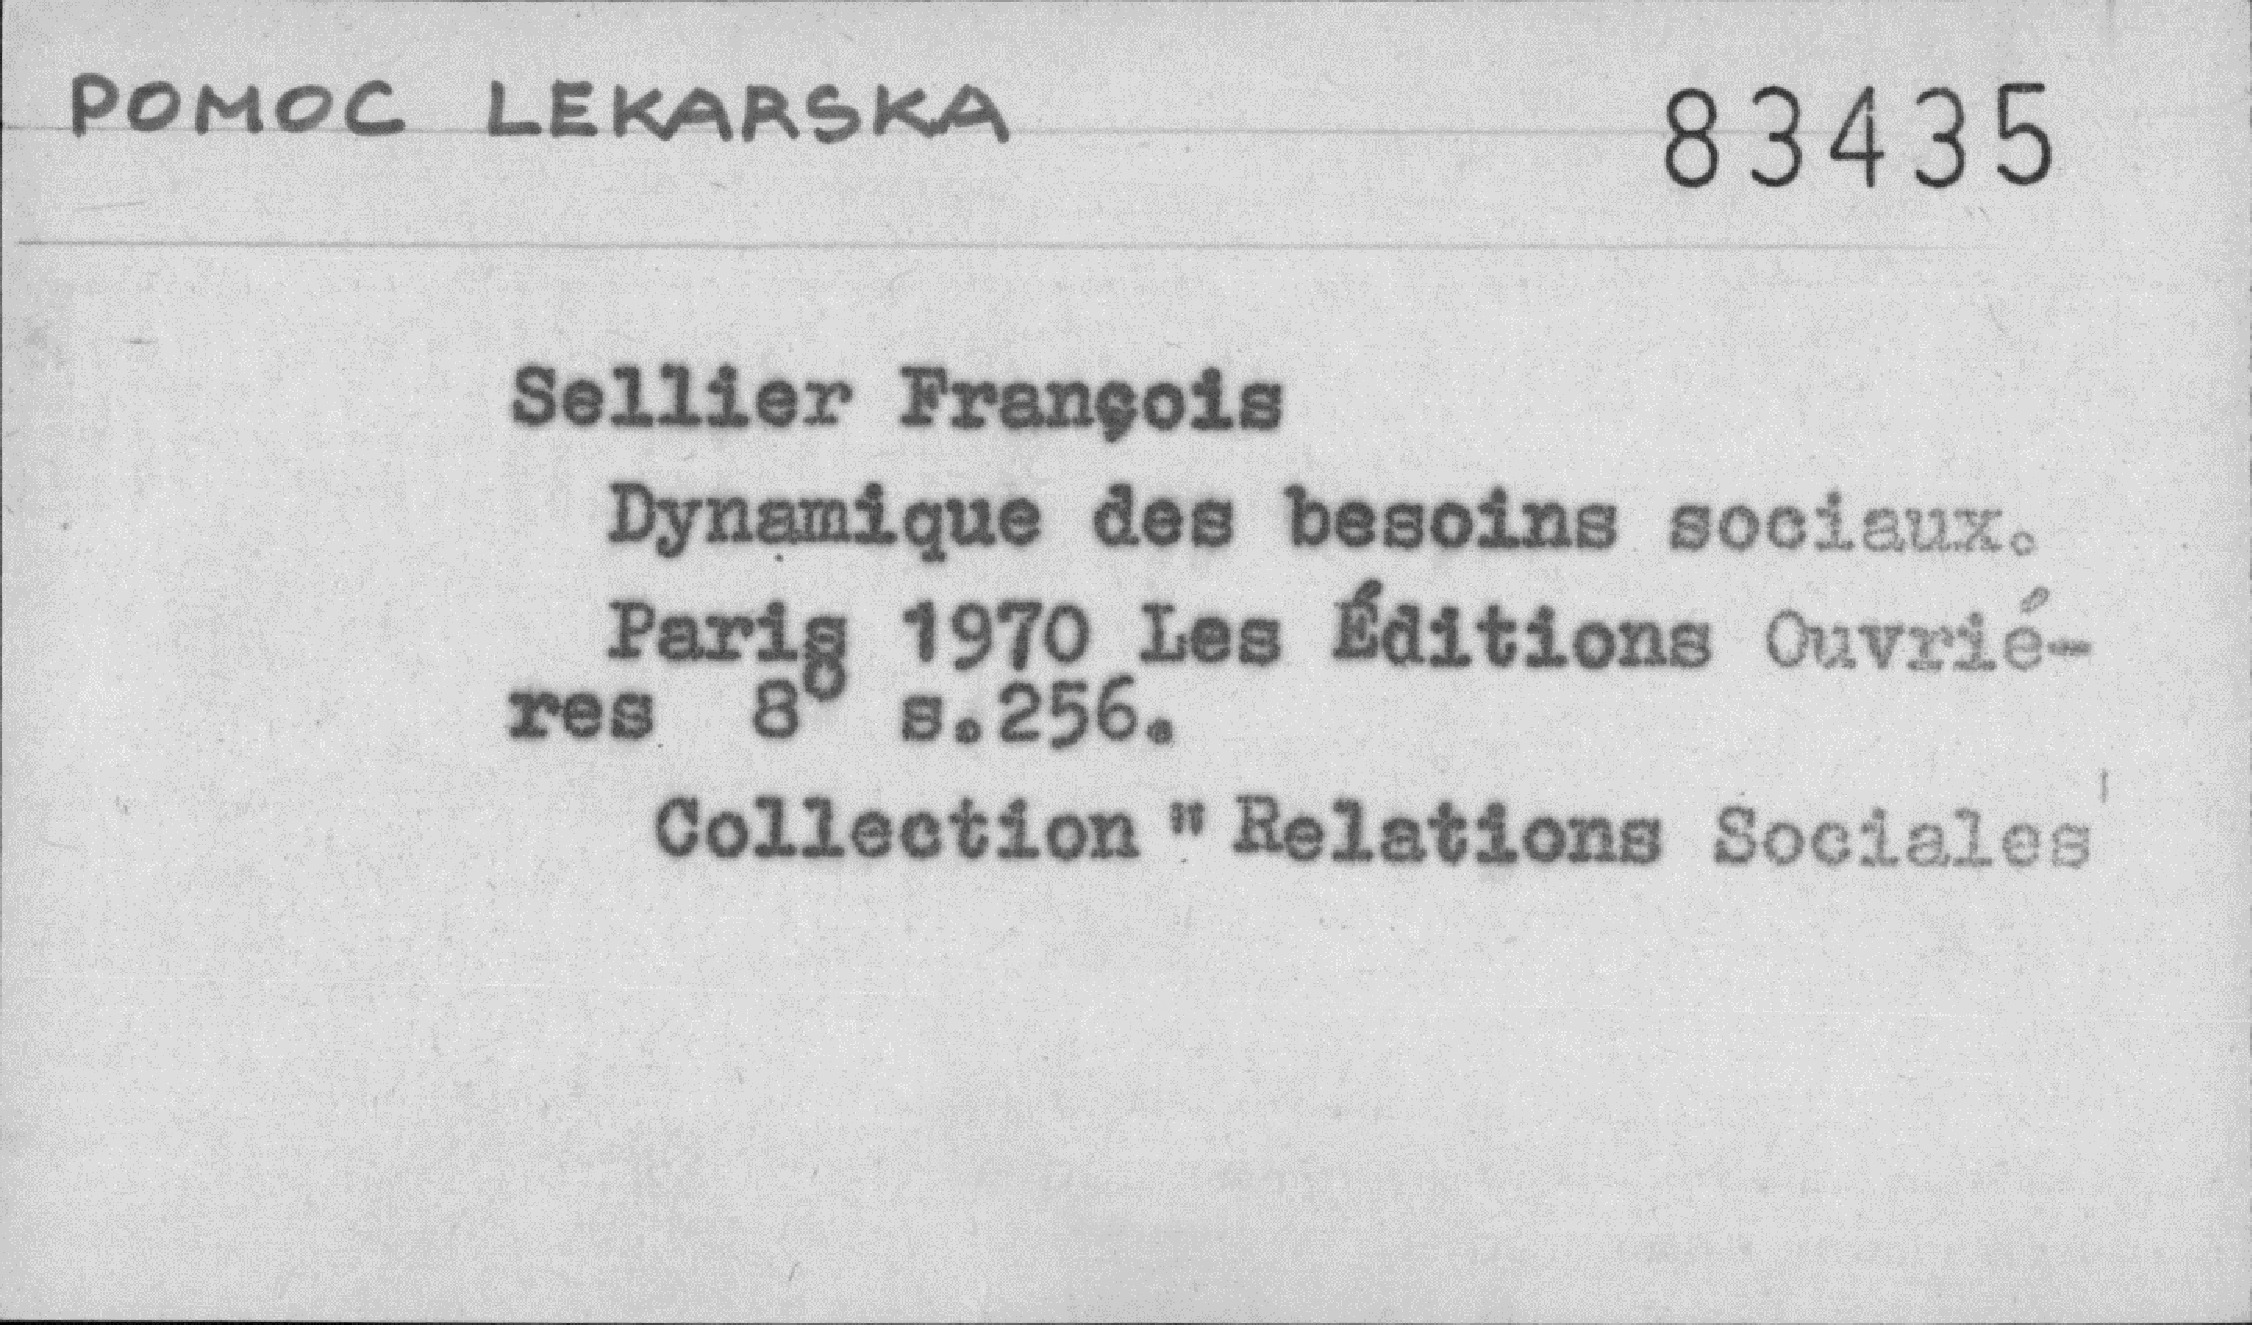 POMOC LEKARSKA 83435
Sellier François
Dynamique des besoins sociaux.
Paris 1970 Les Éditions Ouvrié-
res 8º s.256.
Collection "Relations Sociales'